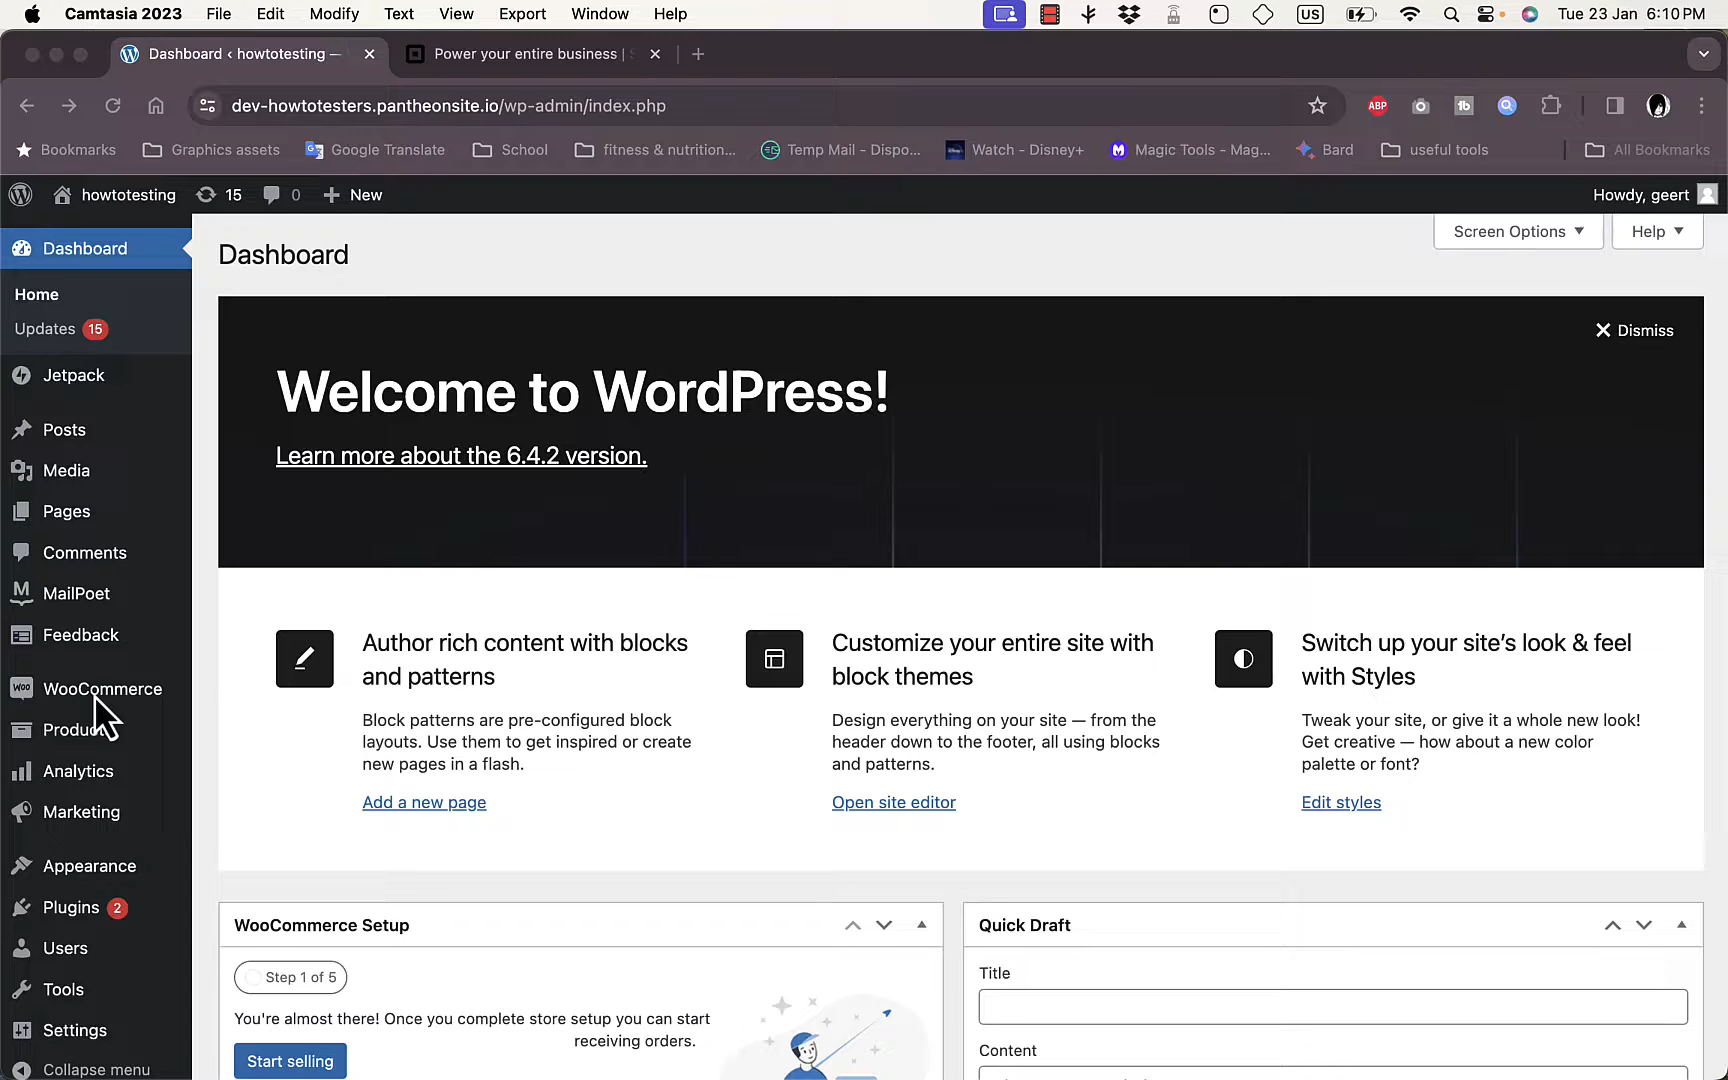 Camtasia 2023 File Edit Modify Text View Export Window Help US Tue 23 Jan 6:10 PM
Dashboard ‹ howtotesting — Power your entire business |
dev-howtotesters.pantheonsite.io/wp-admin/index.php ABP tb
Bookmarks Graphics assets Google Translate School fitness & nutrition... Temp Mail - Dispo... Watch - Disney+ Magic Tools - Mag... Bard useful tools All Bookmarks
howtotesting 15 0 + New Howdy, geert
Screen Options Help
Dashboard
Home
Updates 15
Jetpack
Posts
Media
Pages
Comments
MailPoet
Feedback
WooCommerce
Products
Analytics
Marketing
Appearance
Plugins 2
Users
Tools
Settings
Collapse menu
Dashboard
Dismiss
Welcome to WordPress!
Learn more about the 6.4.2 version.
Author rich content with blocks
and patterns
Block patterns are pre-configured block
layouts. Use them to get inspired or create
new pages in a flash.
Add a new page
Customize your entire site with
block themes
Design everything on your site — from the
header down to the footer, all using blocks
and patterns.
Open site editor
Switch up your site’s look & feel
with Styles
Tweak your site, or give it a whole new look!
Get creative — how about a new color
palette or font?
Edit styles
WooCommerce Setup
Step 1 of 5
You're almost there! Once you complete store setup you can start
receiving orders.
Start selling
Quick Draft
Title
Content